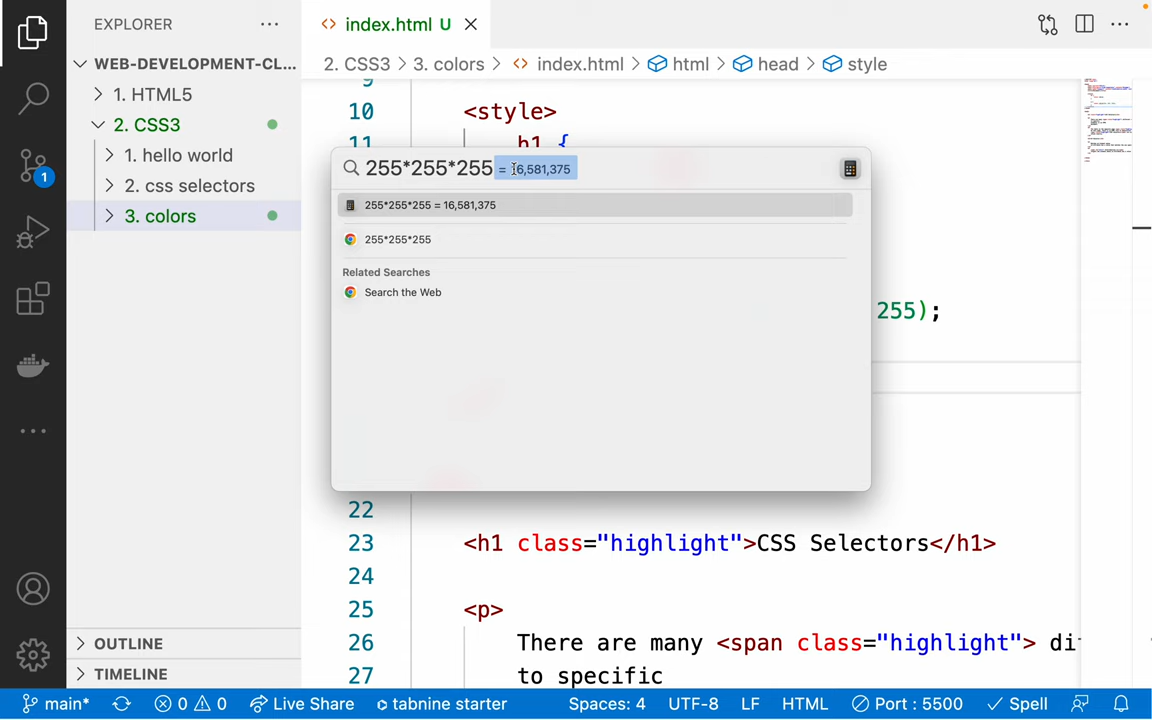 EXPLORER
index.html U
WEB-DEVELOPMENT-CL...
2. CSS3 > 3. colors > index.html > html > head > style
1. HTML5
2. CSS3
1. hello world
2. css selectors
3. colors
1
9
10 <style>
11 h1 {
255*255*255 = 16,581,375
255*255*255 = 16,581,375
255*255*255
Related Searches
Search the Web
255);
22
23 <h1 class="highlight">CSS Selectors</h1>
24
25 <p>
26 There are many <span class="highlight"> di
27 to specific
OUTLINE
TIMELINE
main* 0 0 Live Share tabnine starter Spaces: 4 UTF-8 LF HTML Port : 5500 Spell